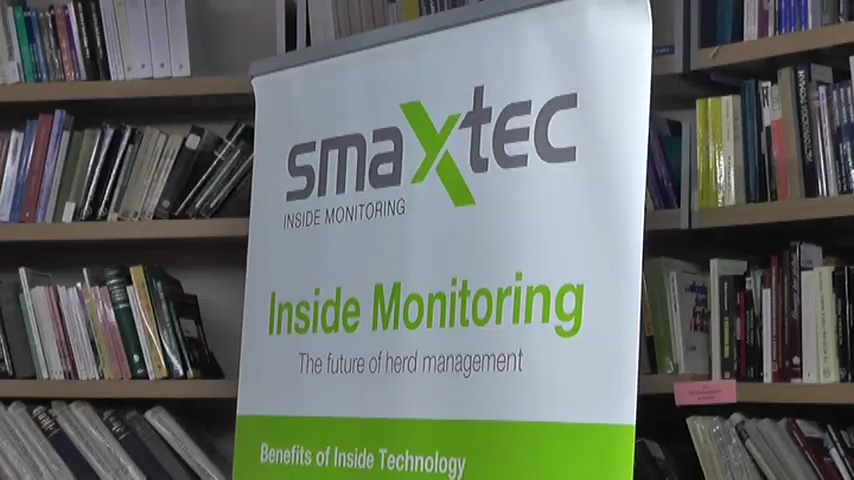 smaXtec
INSIDE MONITORING
Inside Monitoring
The future of herd management
Benefits of Inside Technology